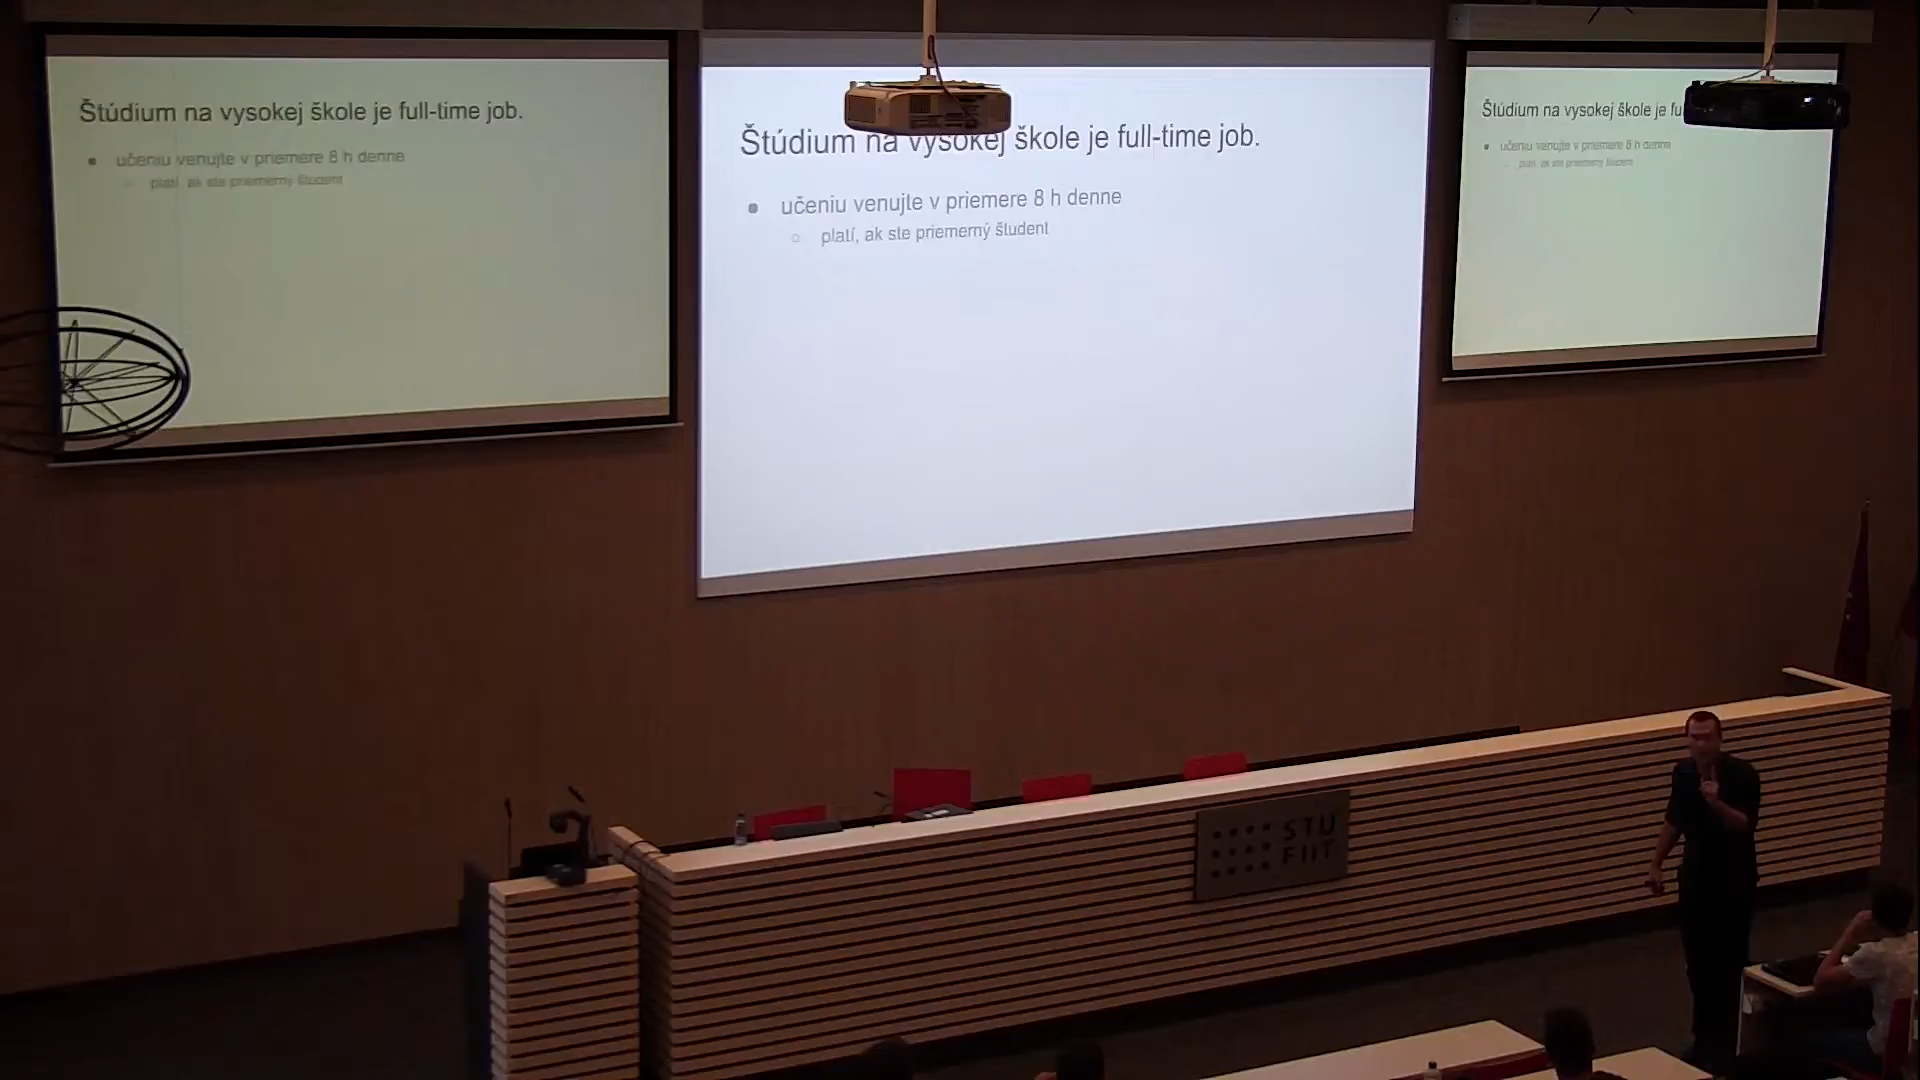 Štúdium na vysokej škole je full-time job.
učeniu venujte v priemere 8 h denne
platí, ak ste priemerný študent
Štúdium na vysokej škole je full-time job.
učeniu venujte v priemere 8 h denne
platí, ak ste priemerný študent
Štúdium na vysokej škole je
učeniu venujte v priemere 8 h denne
platí, ak ste priemerný študent
STU
FIIT